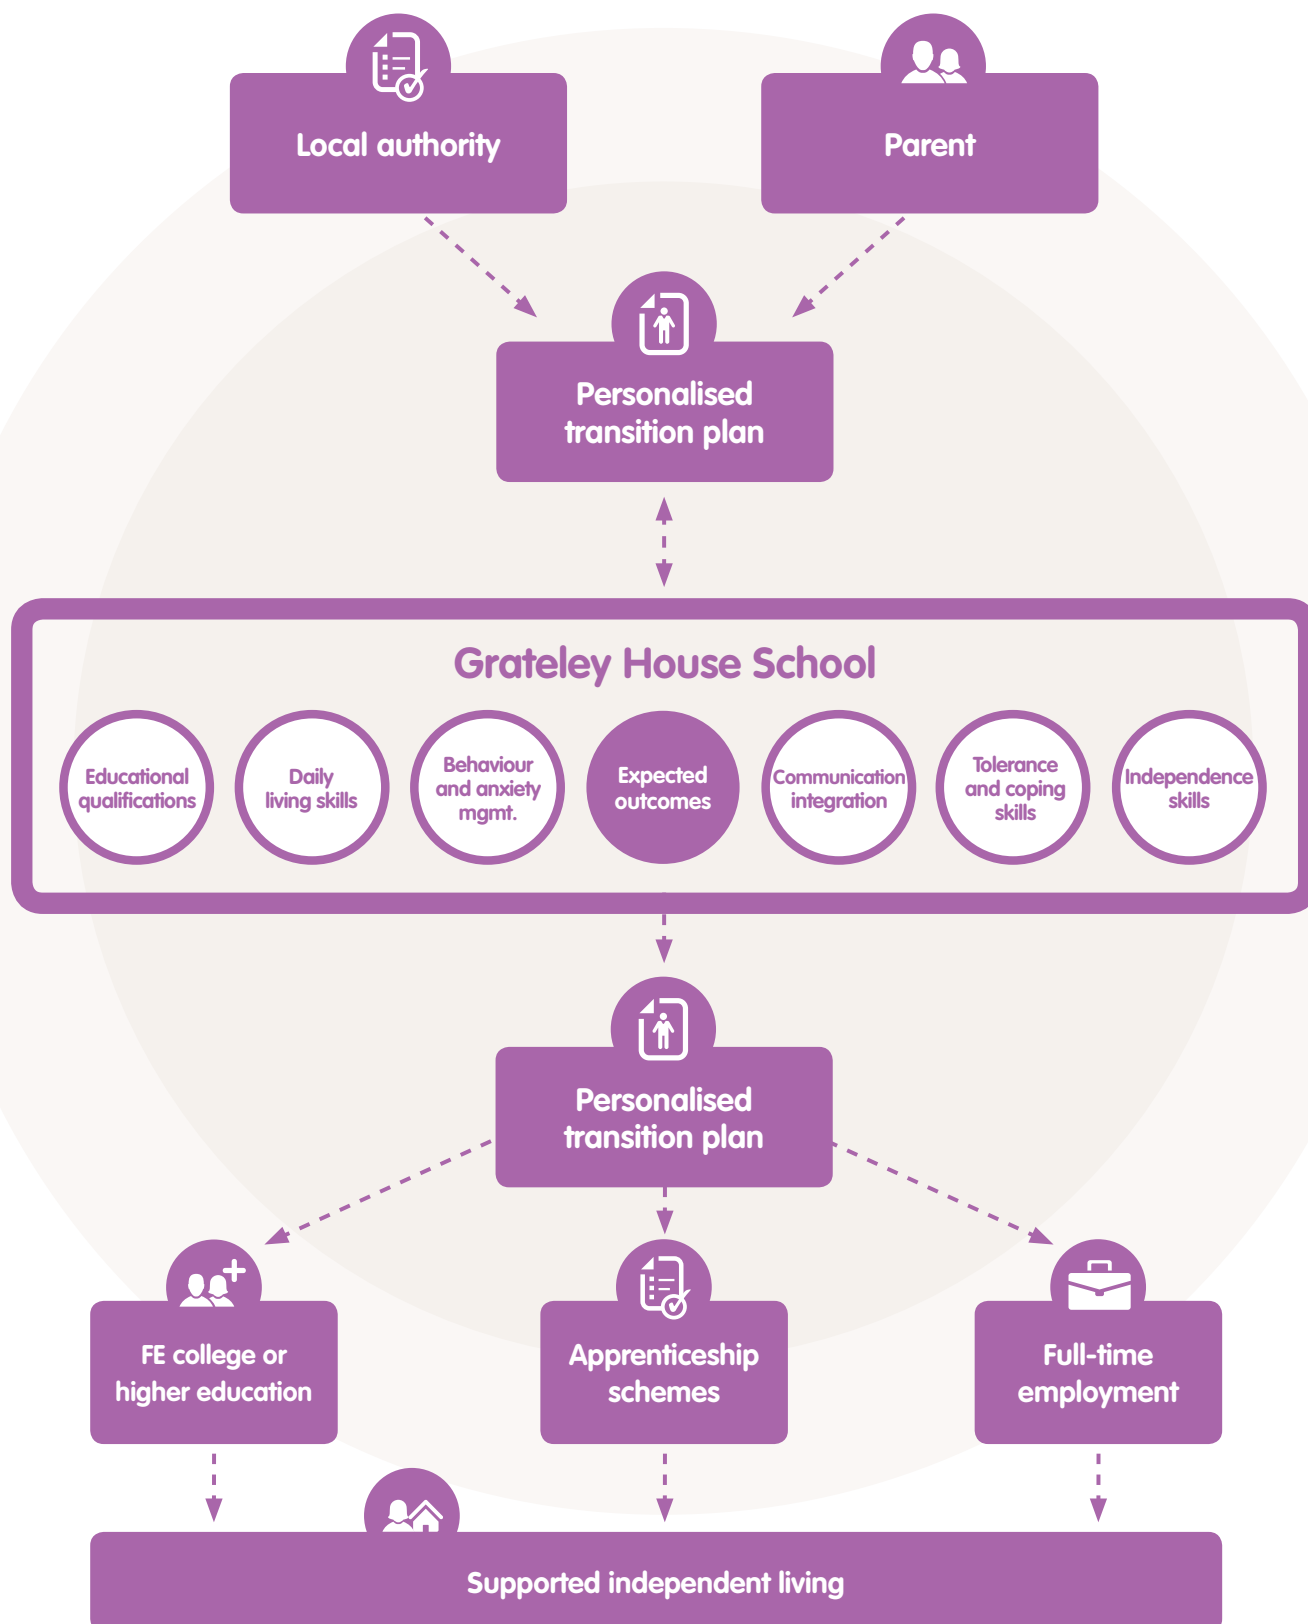 Local authority
Parent
Personalised
transition plan
Grateley House School
Educational
qualifications
Daily
living skills
Behaviour
and anxiety
mgmt.
Expected
outcomes
Communication
integration
Tolerance
and coping
skills
Independence
skills
Personalised
transition plan
FE college or
higher education
Apprenticeship
schemes
Full-time
employment
Supported independent living